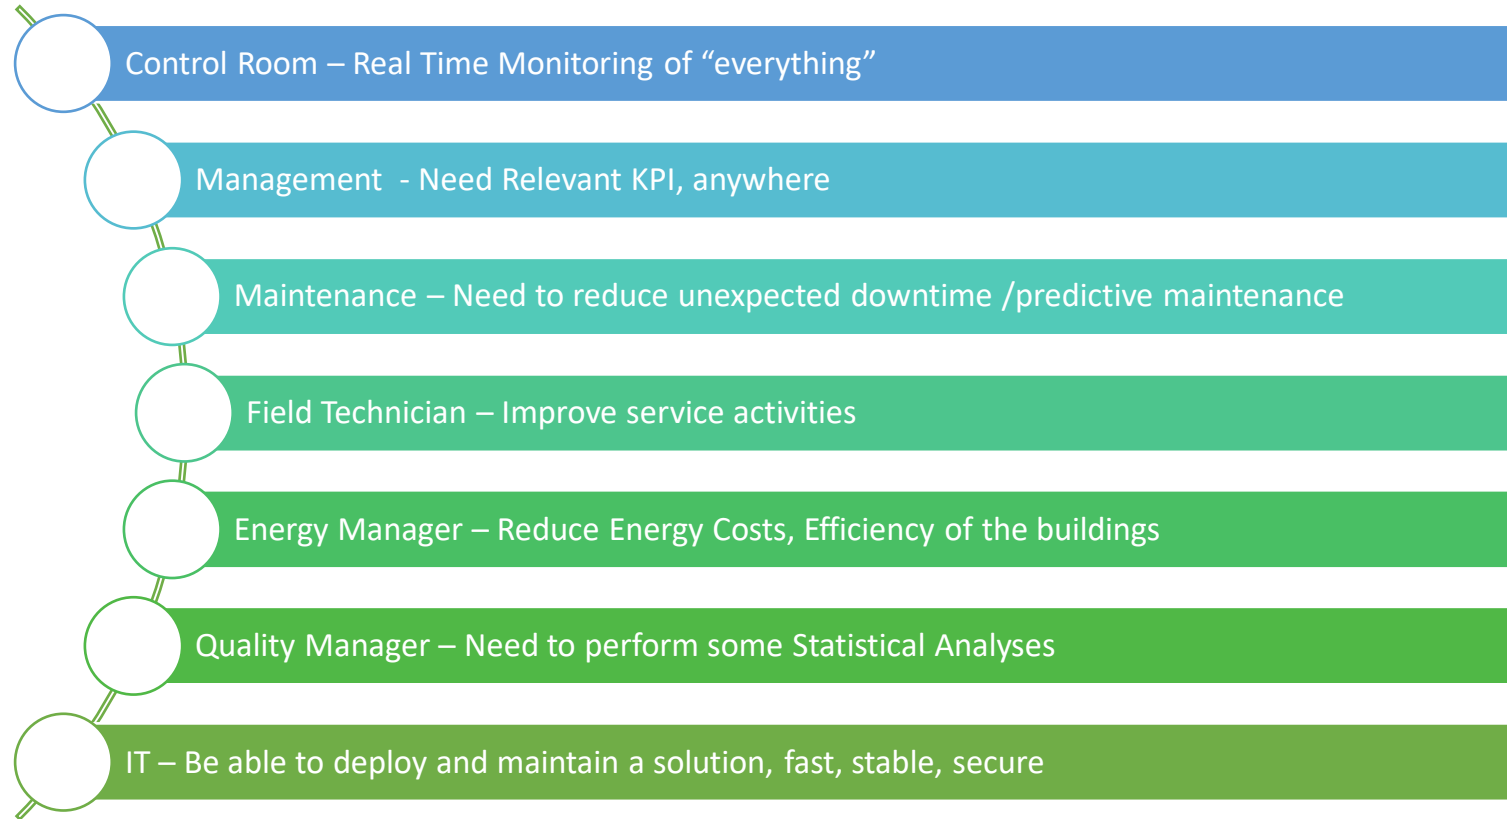 Control Room – Real Time Monitoring of “everything”
Management  - Need Relevant KPI, anywhere
Maintenance – Need to reduce unexpected downtime /predictive maintenance
Field Technician – Improve service activities
Energy Manager – Reduce Energy Costs, Efficiency of the buildings
Quality Manager – Need to perform some Statistical Analyses
IT – Be able to deploy and maintain a solution, fast, stable, secure